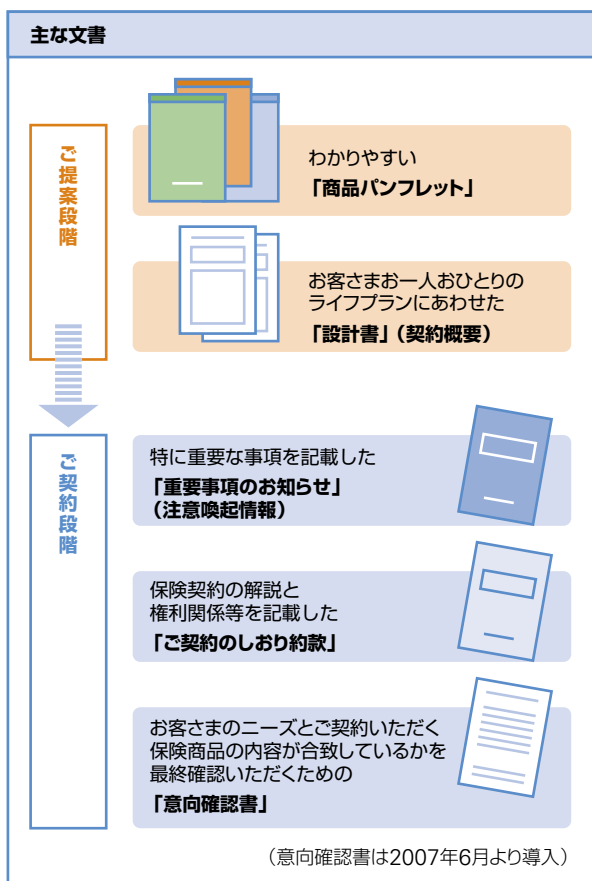 主な文書
ご提案段階
わかりやすい
「商品パンフレット」
お客さまお一人おひとりの
ライフプランにあわせた
「設計書」（契約概要）
ご契約段階
特に重要な事項を記載した
「重要事項のお知らせ」
（注意喚起情報）
保険契約の解説と
権利関係等を記載した
「ご契約のしおり約款」
お客さまのニーズとご契約いただく
保険商品の内容が合致しているかを
最終確認いただくための
「意向確認書」
（意向確認書は2007年6月より導入）